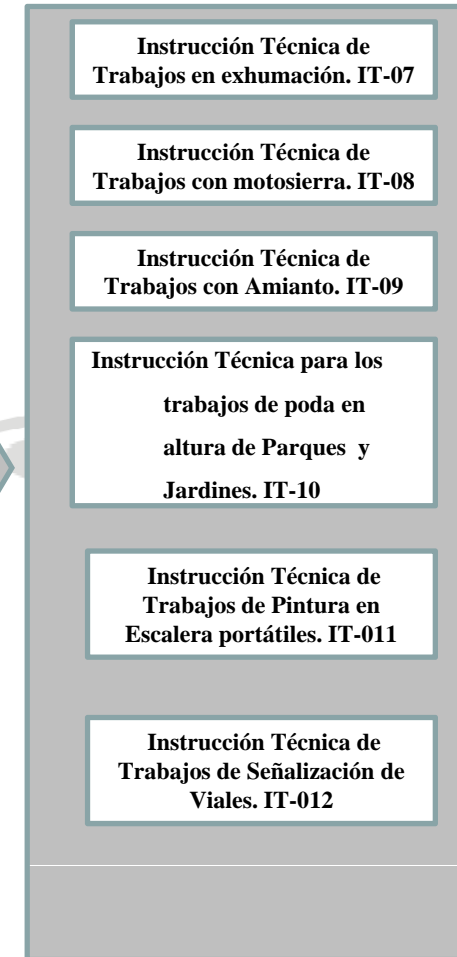 Instrucción Técnica de
Trabajos en exhumación. IT-07
Instrucción Técnica de
Trabajos con motosierra. IT-08
Instrucción Técnica de
Trabajos con Amianto. IT-09
Instrucción Técnica para los
trabajos de poda en
altura de Parques y
Jardines. IT-10
Instrucción Técnica de
Trabajos de Pintura en
Escalera portátiles. IT-011
Instrucción Técnica de
Trabajos de Señalización de
Viales. IT-012